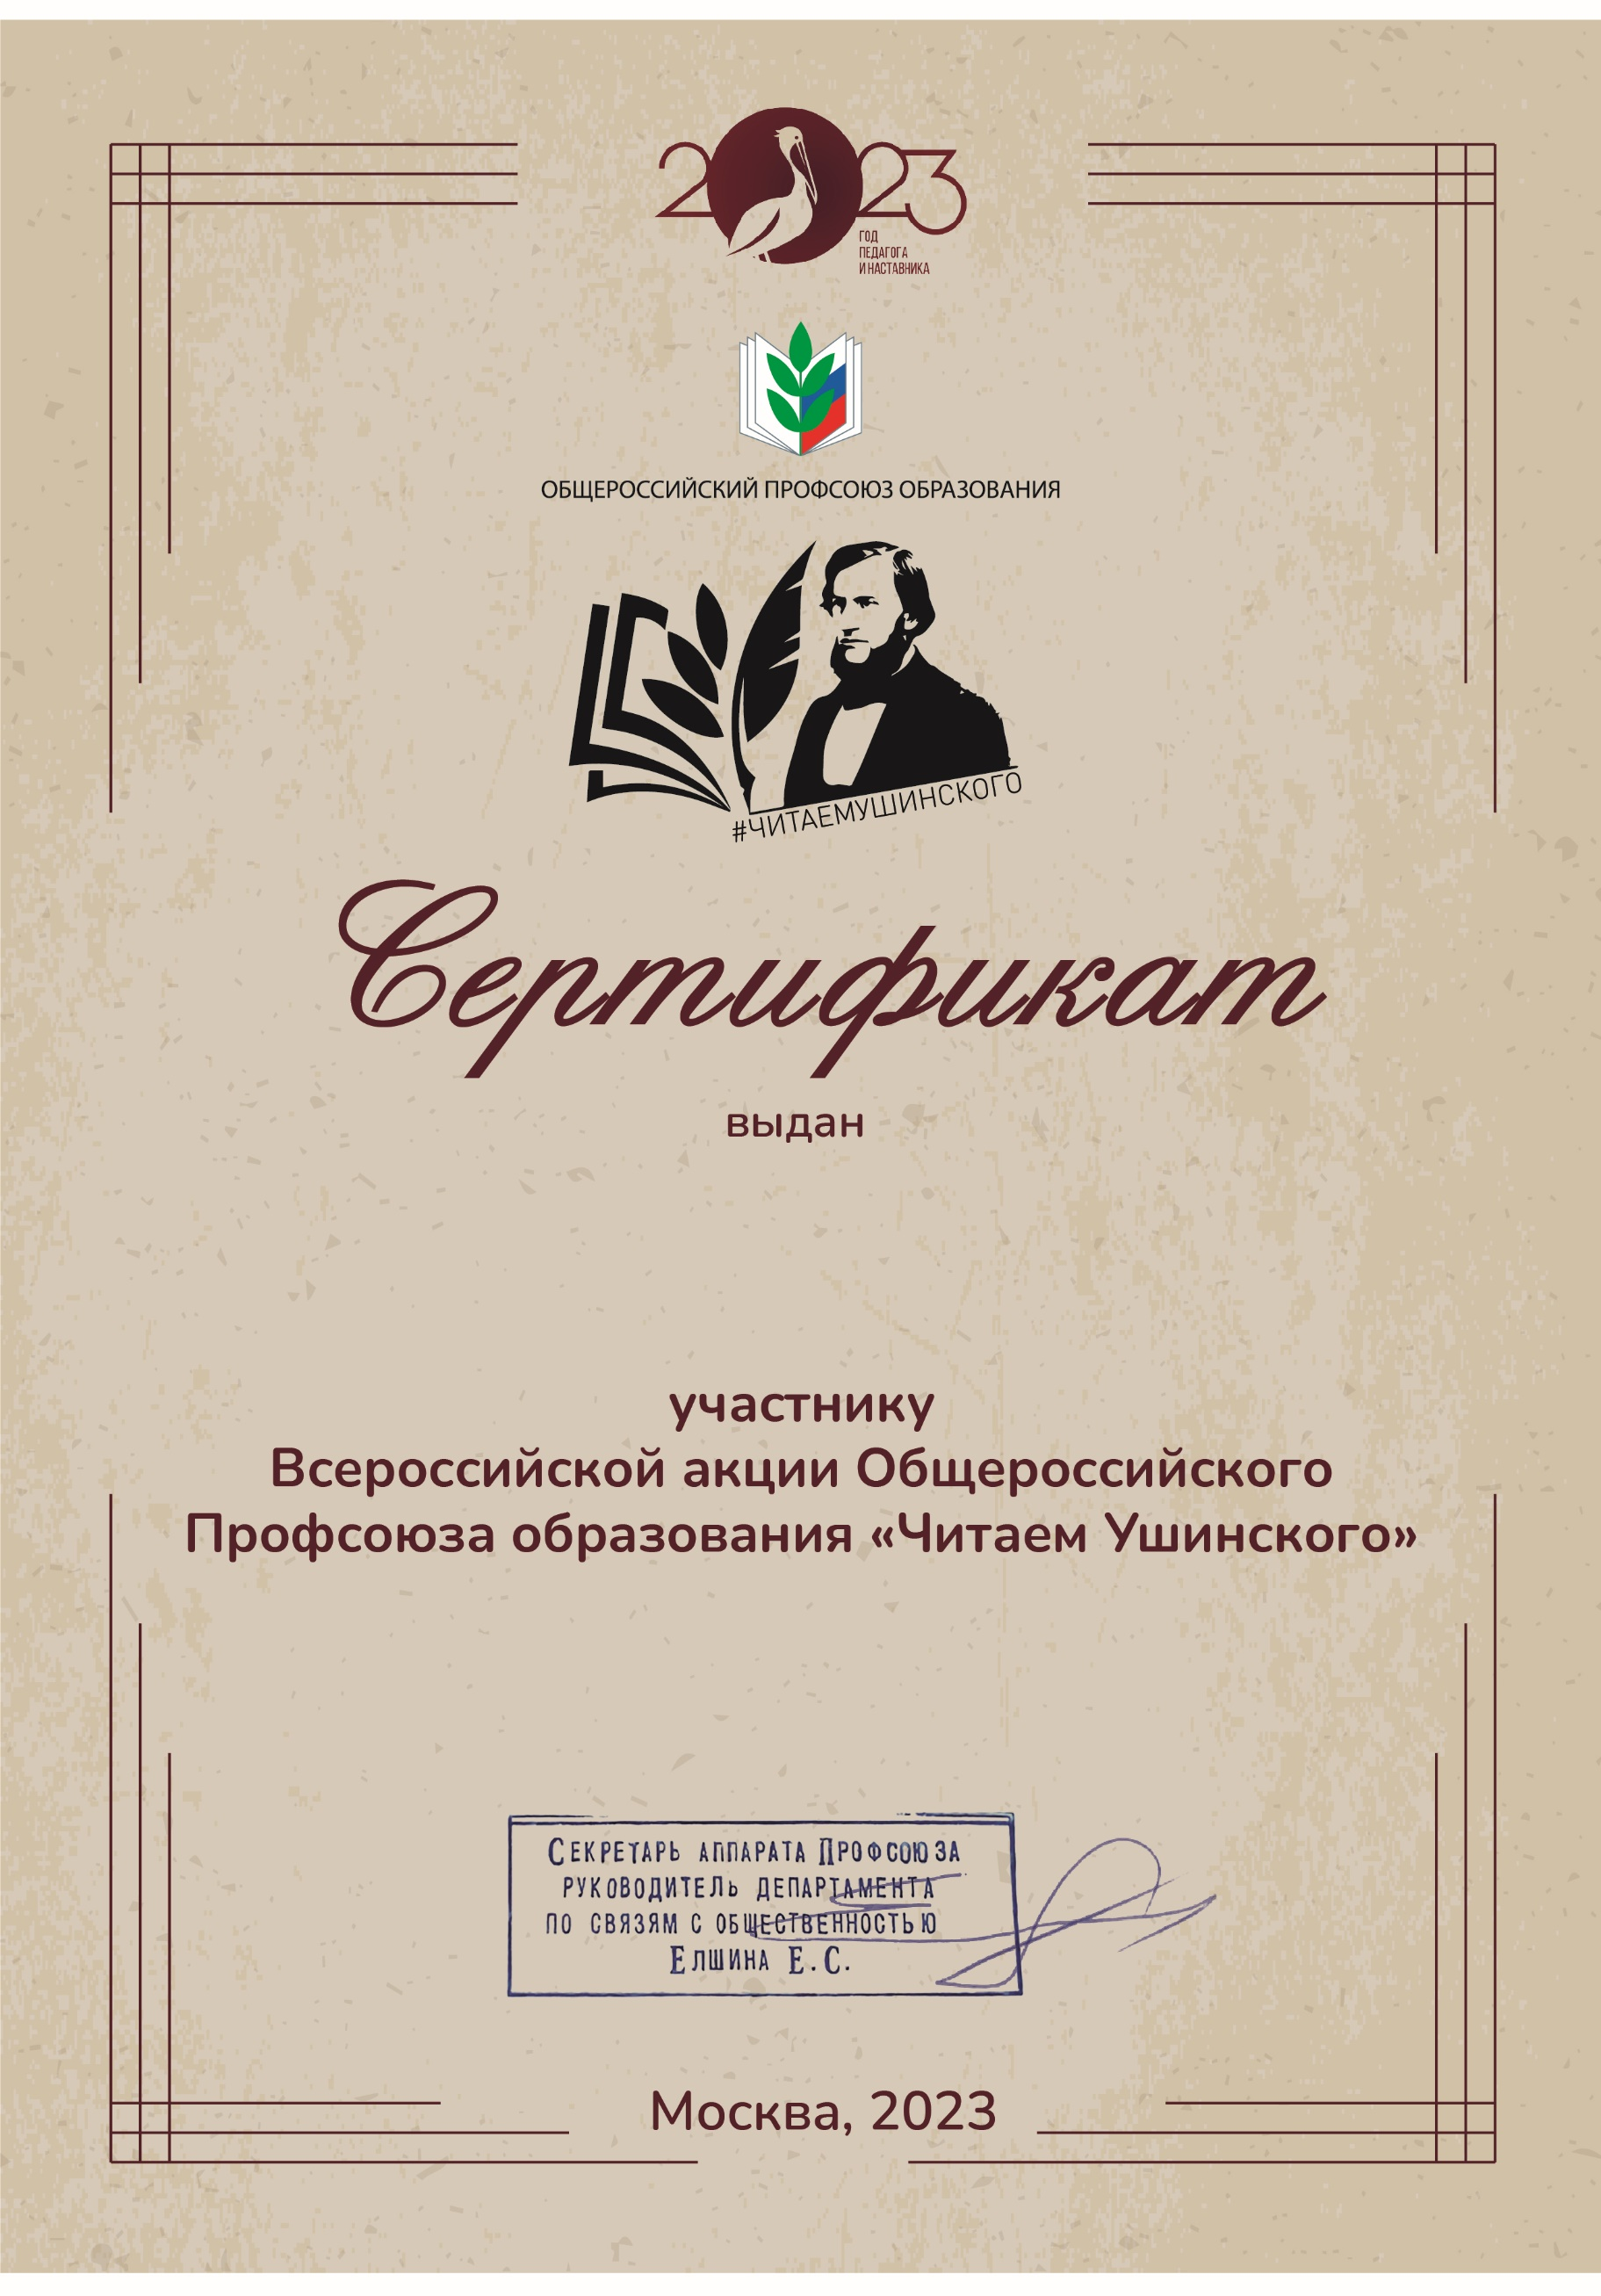 2023
ГОД
ПЕДАГОГА
И НАСТАВНИКА
ОБЩЕРОССИЙСКИЙ ПРОФСОЮЗ ОБРАЗОВАНИЯ
#ЧИТАЕМУШИНСКОГО
Сертификат
выдан
участнику
Всероссийской акции Общероссийского
Профсоюза образования «Читаем Ушинского»
Секретарь аппарата Профсоюза
руководитель департамента
по связям с общественностью
Елшина Е.С.
Москва, 2023